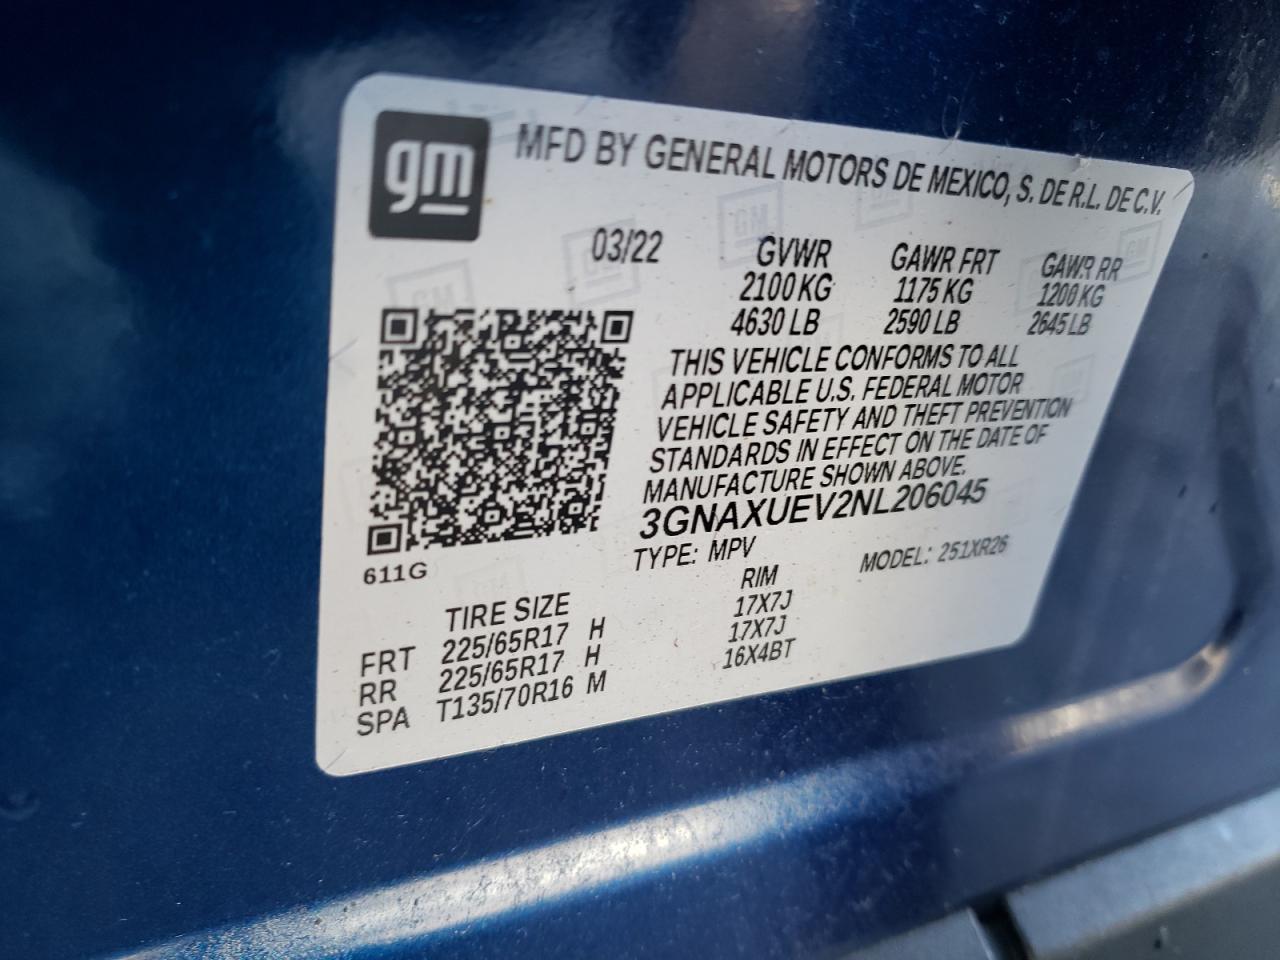 gm MFD BY GENERAL MOTORS DE MEXICO, S. DE R.L. DE C.V.
03/22 GVWR GAWR FRT GAWR RR
2100 KG 1175 KG 1200 KG
4630 LB 2590 LB 2645 LB
THIS VEHICLE CONFORMS TO ALL
APPLICABLE U.S. FEDERAL MOTOR
VEHICLE SAFETY AND THEFT PREVENTION
STANDARDS IN EFFECT ON THE DATE OF
MANUFACTURE SHOWN ABOVE.
3GNAXUEV2NL206045
TYPE: MPV MODEL: 251XR26
611G
TIRE SIZE RIM
FRT 225/65R17 H 17X7J
RR 225/65R17 H 17X7J
SPA T135/70R16 M 16X4BT